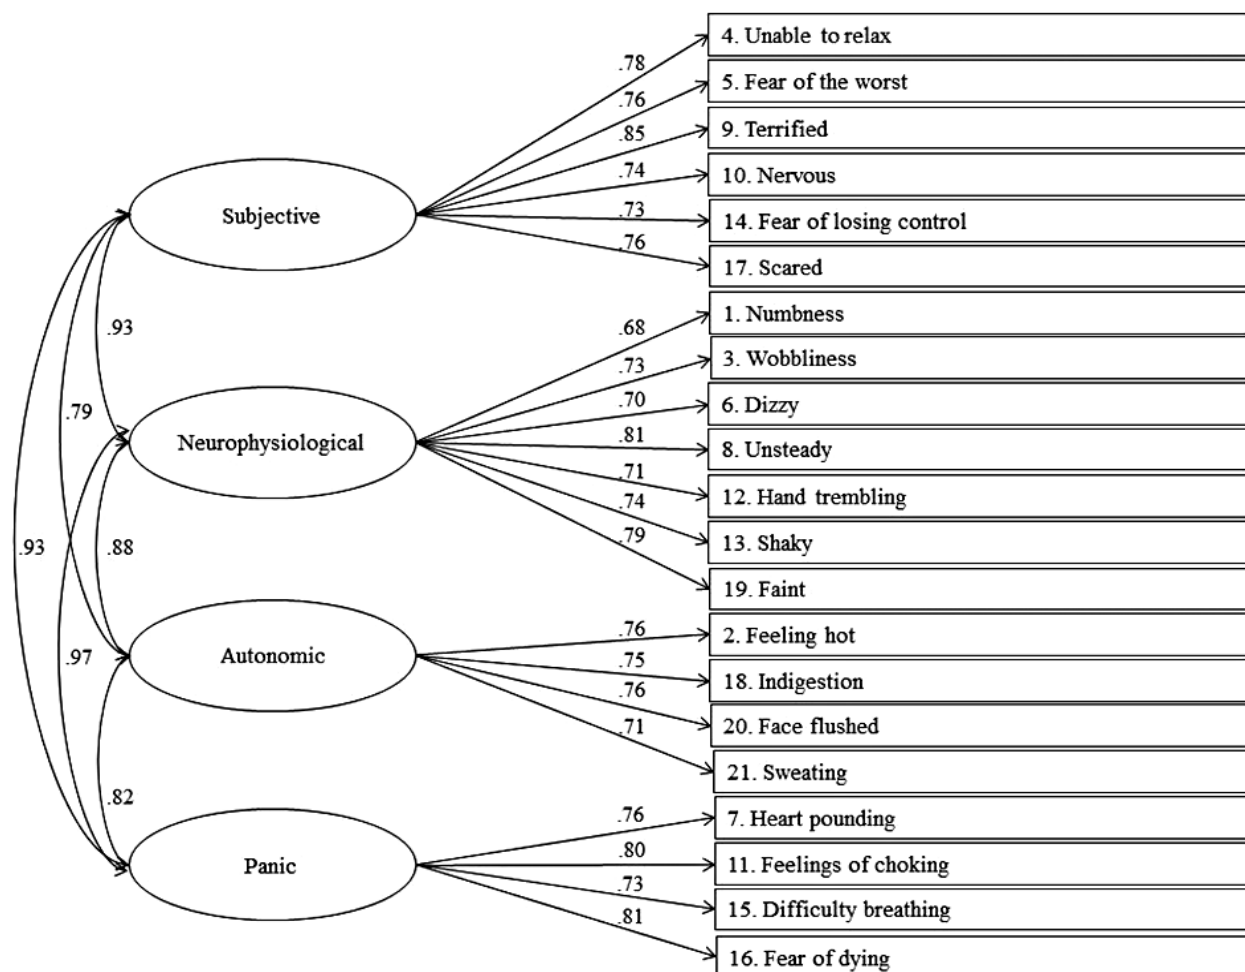 .78
4. Unable to relax
.76
5. Fear of the worst
.85
9. Terrified
.74
10. Nervous
Subjective
.73
14. Fear of losing control
.76
17. Scared
.93
.68
1. Numbness
.73
3. Wobbliness
.79
.70
6. Dizzy
Neurophysiological
.81
8. Unsteady
.71
12. Hand trembling
.74
13. Shaky
.93
.88
.79
19. Faint
.76
2. Feeling hot
.97
Autonomic
.75
18. Indigestion
.76
20. Face flushed
.71
21. Sweating
.82
.76
7. Heart pounding
Panic
.80
11. Feelings of choking
.73
15. Difficulty breathing
.81
16. Fear of dying